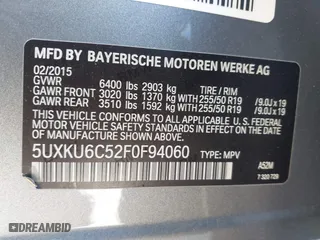 MFD BY BAYERISCHE MOTOREN WERKE AG
02/2015
GVWR 6400 lbs 2903 kg TIRE / RIM
GAWR FRONT 3020 lbs 1370 kg WITH 255/50 R19 / 9.0J x 19
GAWR REAR 3510 lbs 1592 kg WITH 255/50 R19 / 9.0J x 19
THIS VEHICLE CONFORMS TO ALL APPLICABLE U.S. FEDERAL
MOTOR VEHICLE SAFETY STANDARDS IN EFFECT ON THE DATE
OF MANUFACTURE SHOWN ABOVE.
5UXKU6C52F0F94060 TYPE: MPV
A52M
7 320 728
DREAMBID